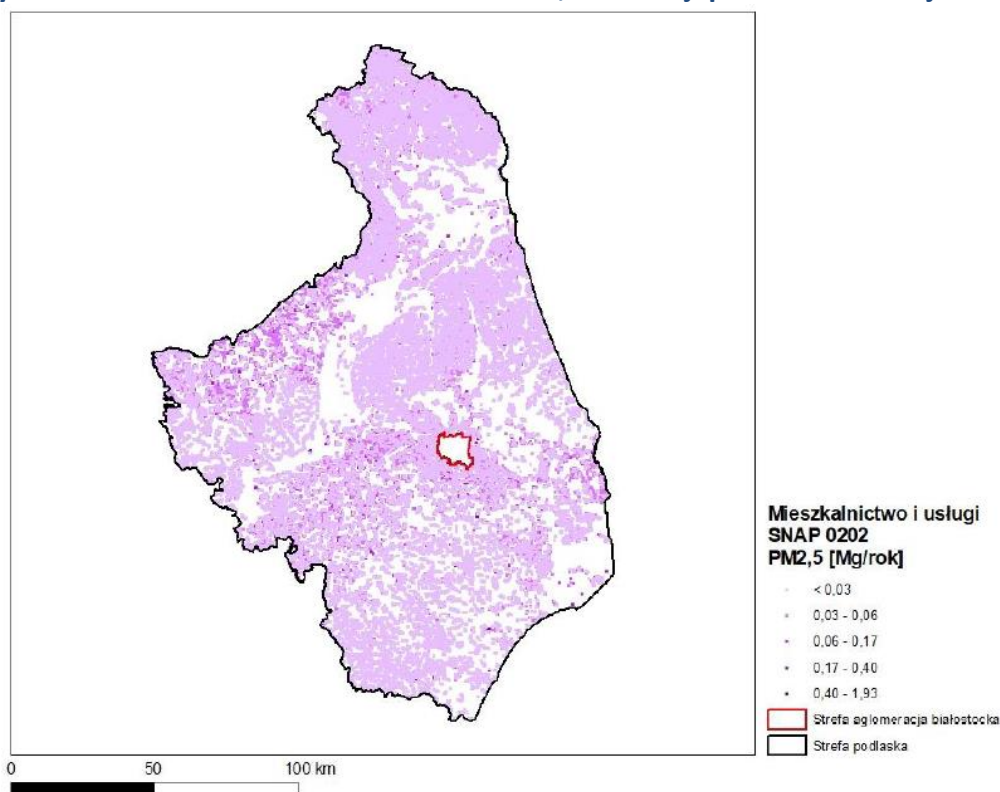 Mieszkalnictwo i usługi
SNAP 0202
PM2,5 [Mg/rok]
< 0,03
0,03 - 0,06
0,06 - 0,17
0,17 - 0,40
0,40 - 1,93
Strefa aglomeracja białostocka
Strefa podlaska
0 50 100 km